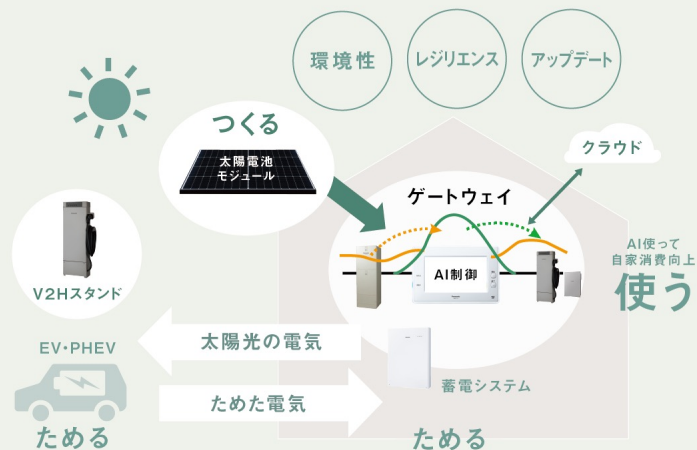 環境性
レジリエンス
アップデート
つくる
太陽電池
モジュール
クラウド
ゲートウェイ
AI制御
AI使って
自家消費向上
使う
V2Hスタンド
太陽光の電気
EV・PHEV
ためた電気
蓄電システム
ためる
ためる